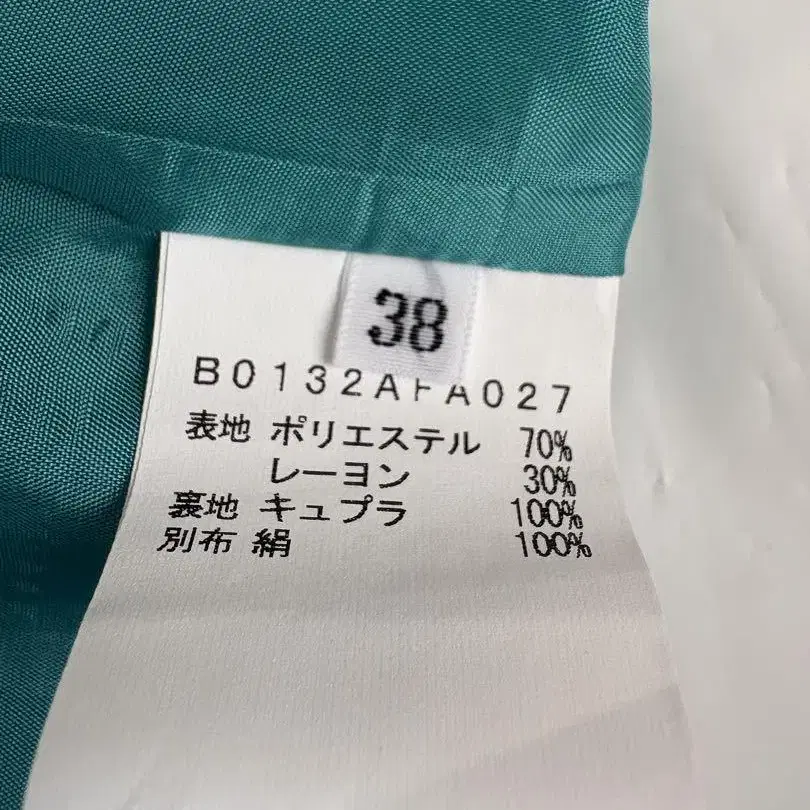 38
B0132AFA027
表地 ポリエステル 70%
レーヨン 30%
裏地 キュプラ 100%
別布 絹 100%